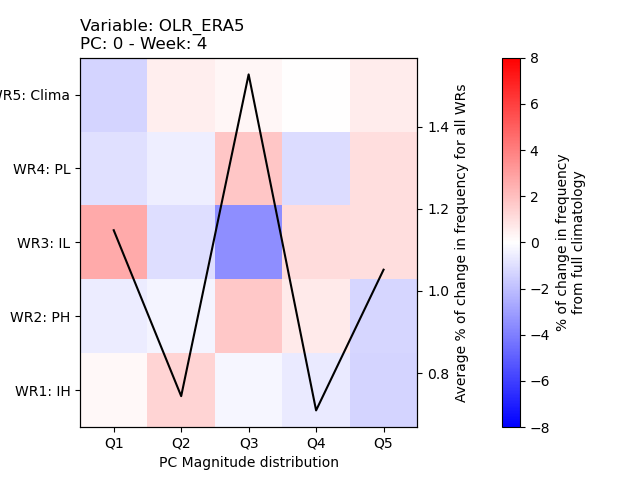 Variable: OLR_ERA5
PC: 0 - Week: 4
WR5: Clima
WR4: PL
WR3: IL
WR2: PH
WR1: IH
Q1 Q2 Q3 Q4 Q5
PC Magnitude distribution
1.4
1.2
1.0
0.8
Average % of change in frequency for all WRs
8
6
4
2
0
−2
−4
−6
−8
% of change in frequency
from full climatology